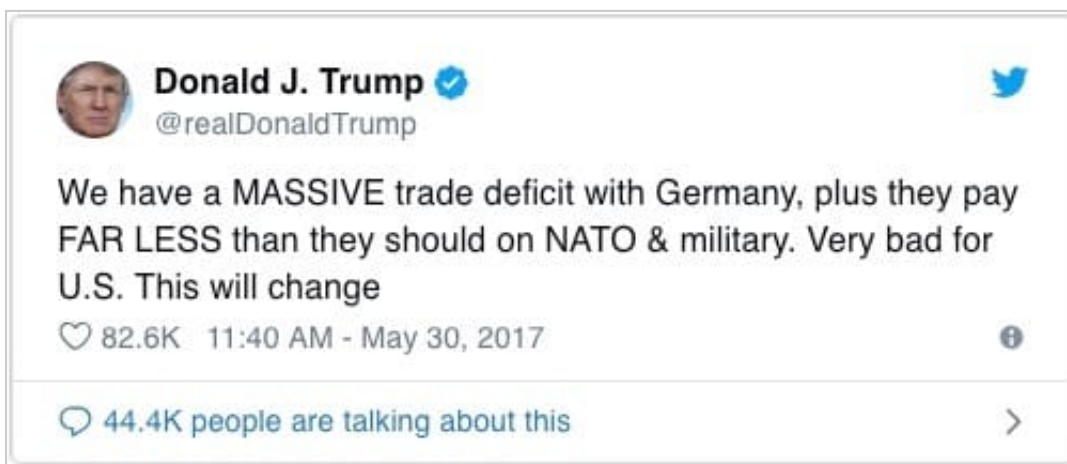 Donald J. Trump
@realDonaldTrump
We have a MASSIVE trade deficit with Germany, plus they pay
FAR LESS than they should on NATO & military. Very bad for
U.S. This will change
82.6K 11:40 AM - May 30, 2017
44.4K people are talking about this